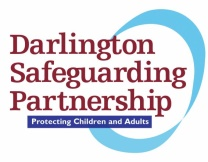 Darlington
Safeguarding
Partnership
Protecting Children and Adults